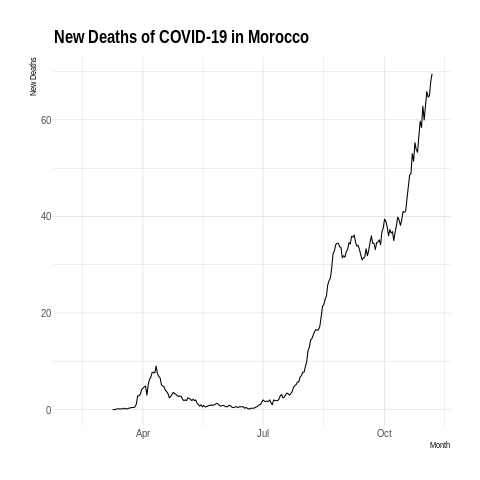 New Deaths of COVID-19 in Morocco
New Deaths
60
40
20
0
Apr
Jul
Oct
Month